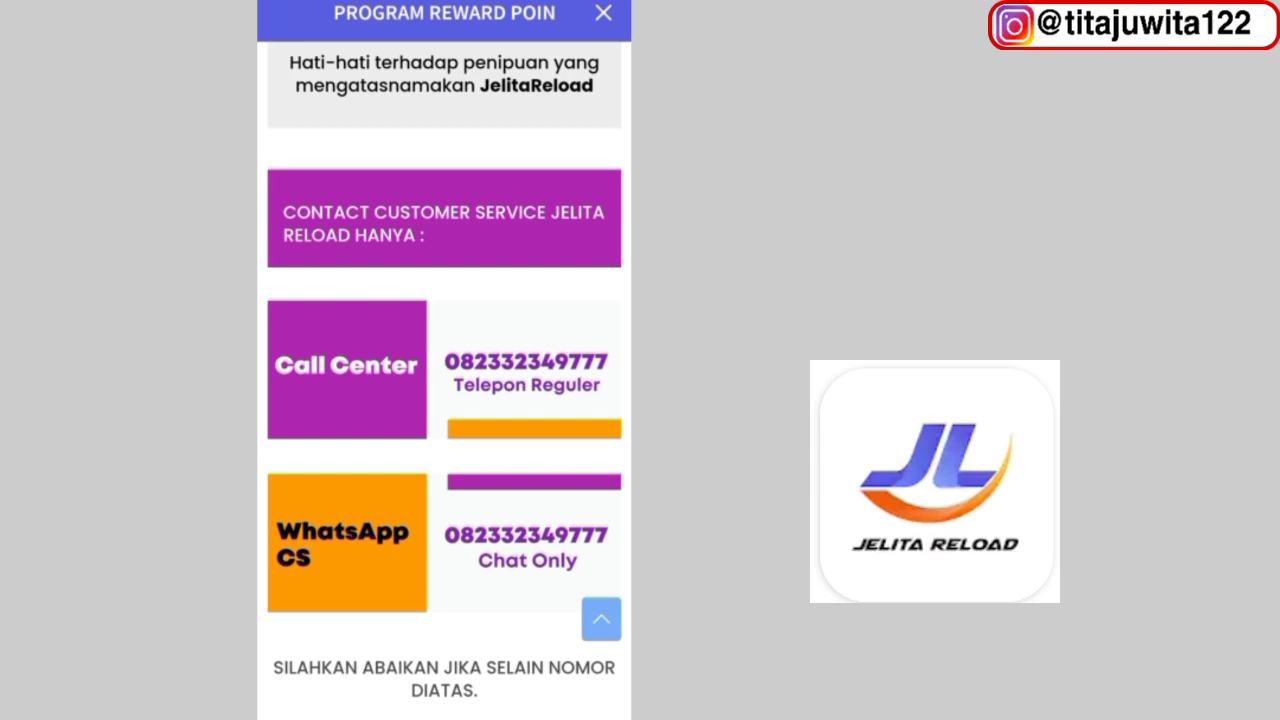 PROGRAM REWARD POIN
@titajuwita122
Hati-hati terhadap penipuan yang
mengatasnamakan JelitaReload
CONTACT CUSTOMER SERVICE JELITA
RELOAD HANYA :
Call Center
082332349777
Telepon Reguler
WhatsApp
CS
082332349777
Chat Only
SILAHKAN ABAIKAN JIKA SELAIN NOMOR
DIATAS.
JL
JELITA RELOAD